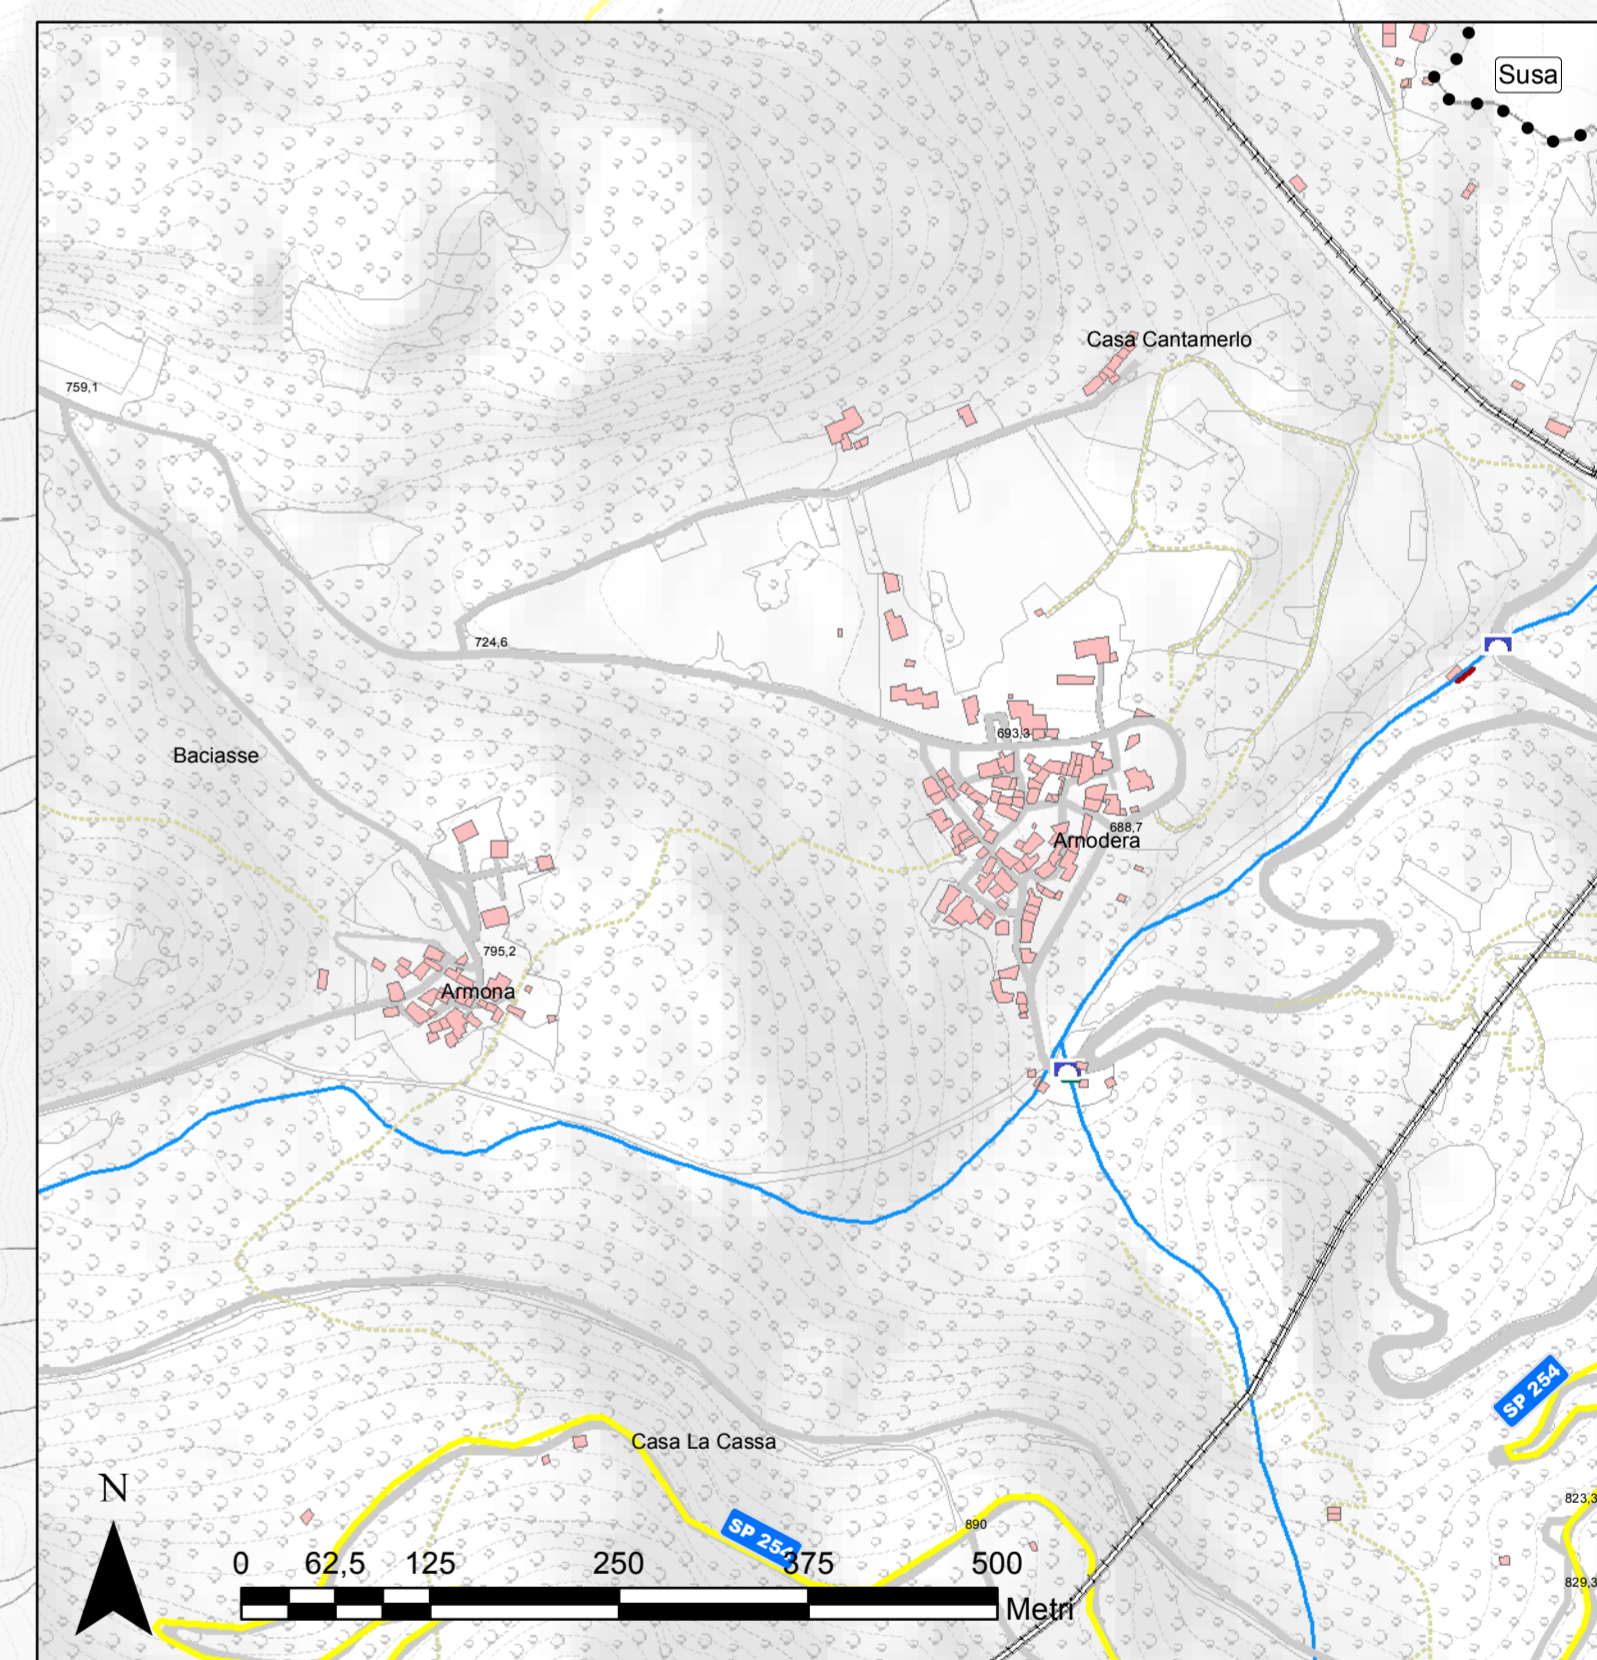 Susa
Casa Cantamerlo
759,1
724,6
693,3
Baciasse
688,7
Arnodera
795,2
Armona
SP 254
Casa La Cassa
N
SP 254
890
823,3
0 62,5 125 250 375 500
829,3
Metri